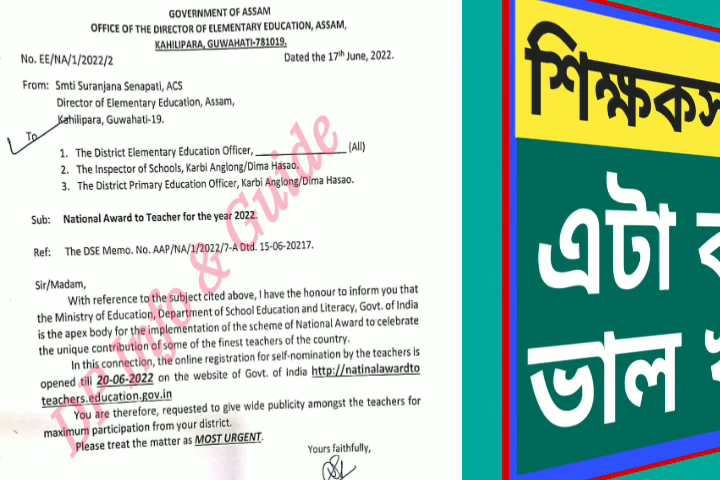 GOVERNMENT OF ASSAM
OFFICE OF THE DIRECTOR OF ELEMENTARY EDUCATION, ASSAM,
KAHILIPARA, GUWAHATI-781019.
No. EE/NA/1/2022/2 Dated the 17th June, 2022.
From: Smti Suranjana Senapati, ACS
Director of Elementary Education, Assam,
Kahilipara, Guwahati-19.
To
1. The District Elementary Education Officer, ________________ (All)
2. The Inspector of Schools, Karbi Anglong/Dima Hasao.
3. The District Primary Education Officer, Karbi Anglong/Dima Hasao.
Sub: National Award to Teacher for the year 2022.
Ref: The DSE Memo. No. AAP/NA/1/2022/7-A Dtd. 15-06-20217.
Sir/Madam,
With reference to the subject cited above, I have the honour to inform you that
the Ministry of Education, Department of School Education and Literacy, Govt. of India
is the apex body for the implementation of the scheme of National Award to celebrate
the unique contribution of some of the finest teachers of the country.
In this connection, the online registration for self-nomination by the teachers is
opened till 20-06-2022 on the website of Govt. of India http://natinalawardto
teachers.education.gov.in
You are therefore, requested to give wide publicity amongst the teachers for
maximum participation from your district.
Please treat the matter as MOST URGENT.
Yours faithfully,
DP Info & Guide
শিক্ষকস
এটা
ভাল